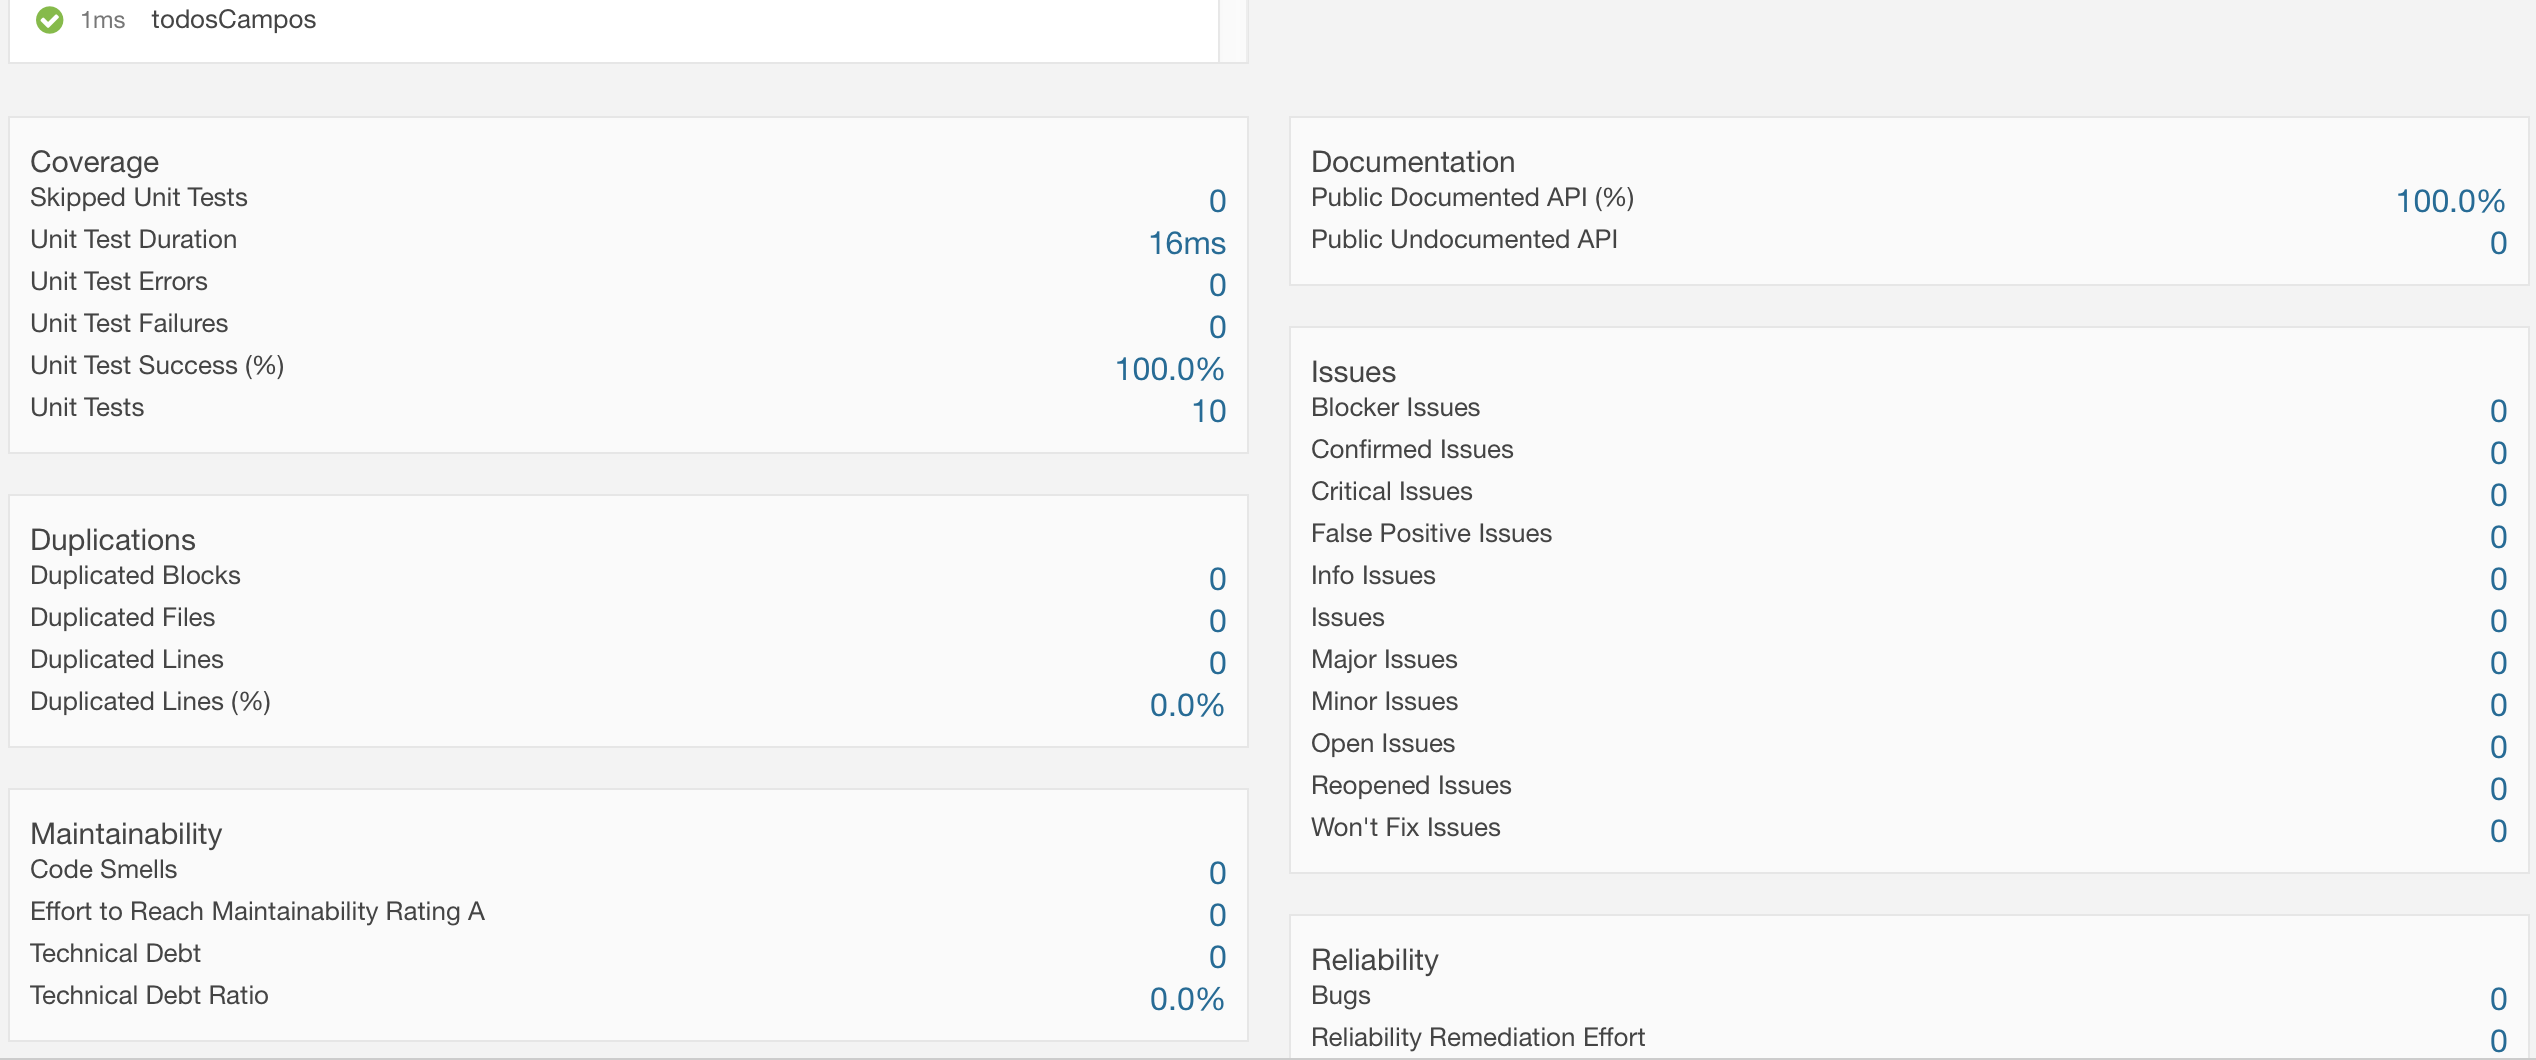 1ms todosCampos
Coverage
Skipped Unit Tests 0
Unit Test Duration 16ms
Unit Test Errors 0
Unit Test Failures 0
Unit Test Success (%) 100.0%
Unit Tests 10
Duplications
Duplicated Blocks 0
Duplicated Files 0
Duplicated Lines 0
Duplicated Lines (%) 0.0%
Maintainability
Code Smells 0
Effort to Reach Maintainability Rating A 0
Technical Debt 0
Technical Debt Ratio 0.0%
Documentation
Public Documented API (%) 100.0%
Public Undocumented API 0
Issues
Blocker Issues 0
Confirmed Issues 0
Critical Issues 0
False Positive Issues 0
Info Issues 0
Issues 0
Major Issues 0
Minor Issues 0
Open Issues 0
Reopened Issues 0
Won't Fix Issues 0
Reliability
Bugs 0
Reliability Remediation Effort 0